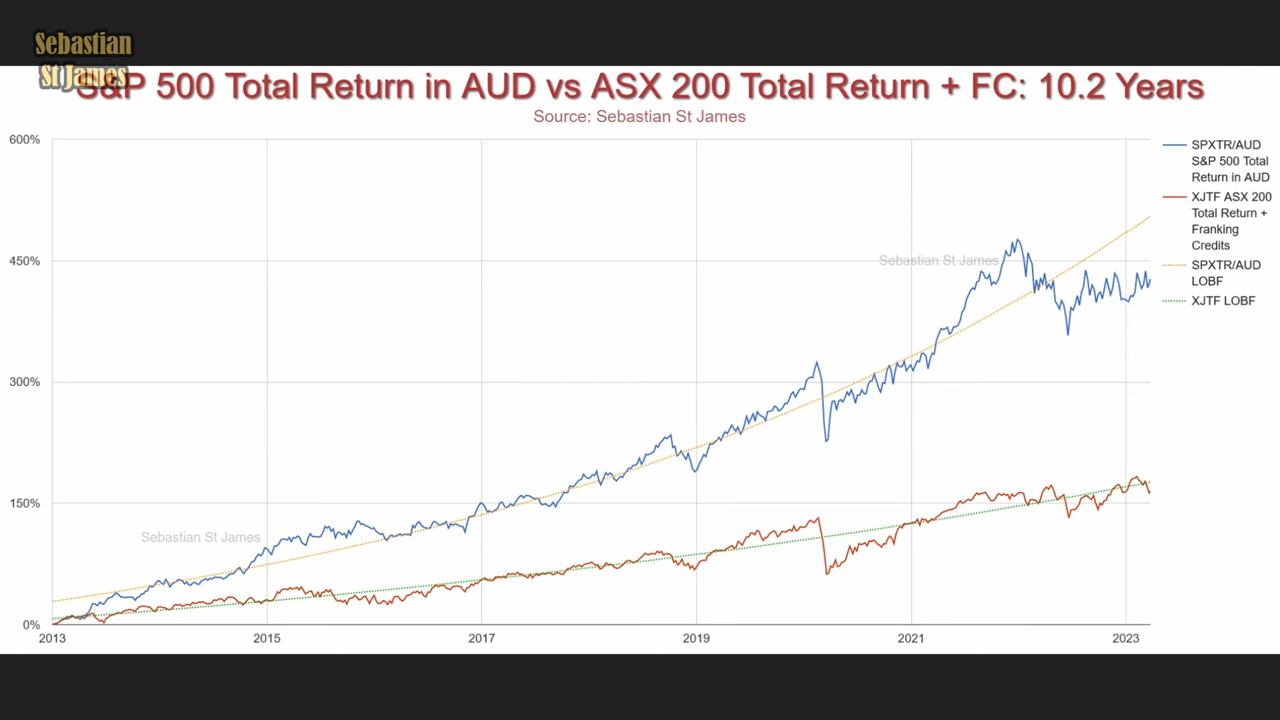 Sebastian
St James
S&P 500 Total Return in AUD vs ASX 200 Total Return + FC: 10.2 Years
Source: Sebastian St James
600%
450%
300%
150%
0%
2013
2015
2017
2019
2021
2023
Sebastian St James
Sebastian St James
SPXTR/AUD
S&P 500 Total
Return in AUD
XJTF ASX 200
Total Return +
Franking
Credits
SPXTR/AUD
LOBF
XJTF LOBF